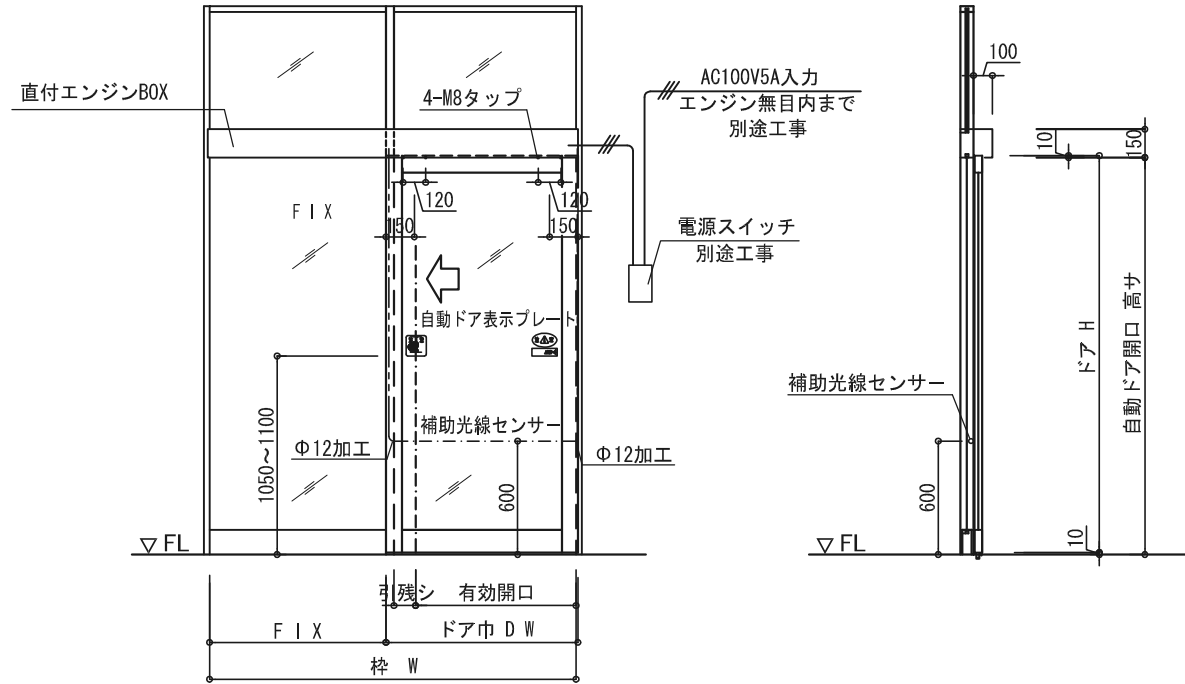 直付エンジンBOX
4-M8タップ
AC100V5A入力
エンジン無目内まで
別途工事
100
10
150
120
120
F I X
150
150
電源スイッチ
別途工事
自動ドア表示プレート
ドア H
自動ドア開口 高サ
補助光線センサー
1050~1100
補助光線センサー
Φ12加工
Φ12加工
600
600
10
▽FL
▽FL
引残シ 有効開口
F I X
ドア巾 D W
枠 W